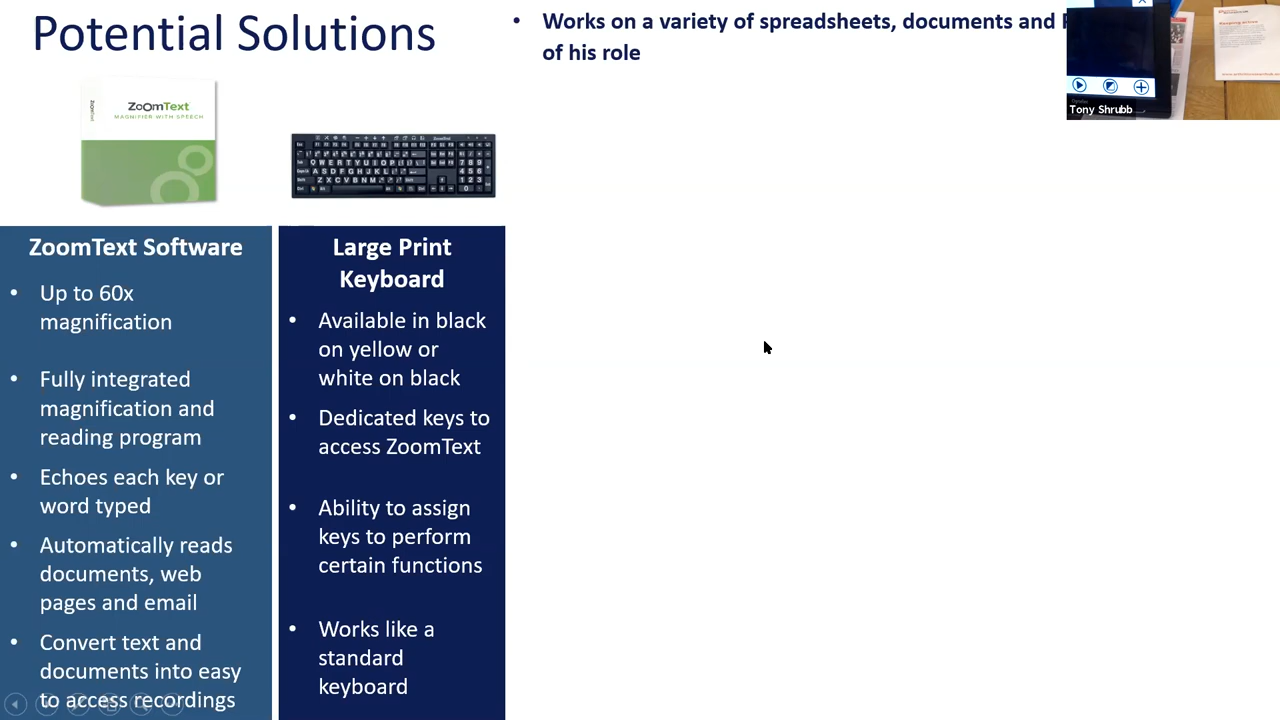 Potential Solutions
• Works on a variety of spreadsheets, documents and
of his role
Tony Shrubb
ZoomText
MAGNIFIER WITH SPEECH
ZoomText Software
• Up to 60x
magnification
• Fully integrated
magnification and
reading program
• Echoes each key or
word typed
• Automatically reads
documents, web
pages and email
• Convert text and
documents into easy
to access recordings
Large Print
Keyboard
• Available in black
on yellow or
white on black
• Dedicated keys to
access ZoomText
• Ability to assign
keys to perform
certain functions
• Works like a
standard
keyboard